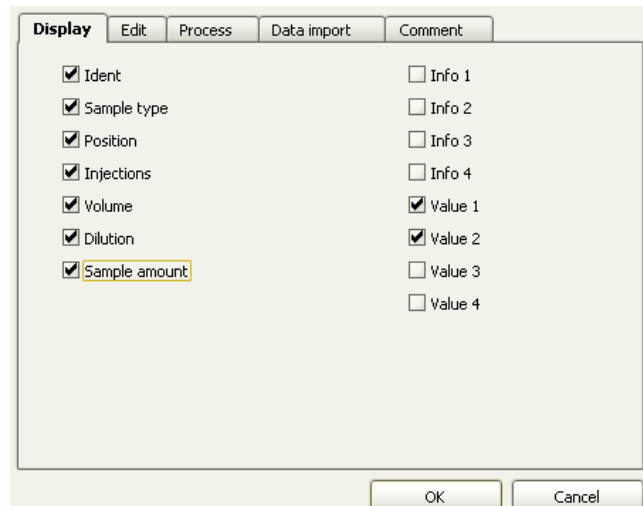 Display Edit Process Data import Comment
Ident
Sample type
Position
Injections
Volume
Dilution
Sample amount
Info 1
Info 2
Info 3
Info 4
Value 1
Value 2
Value 3
Value 4
OK Cancel